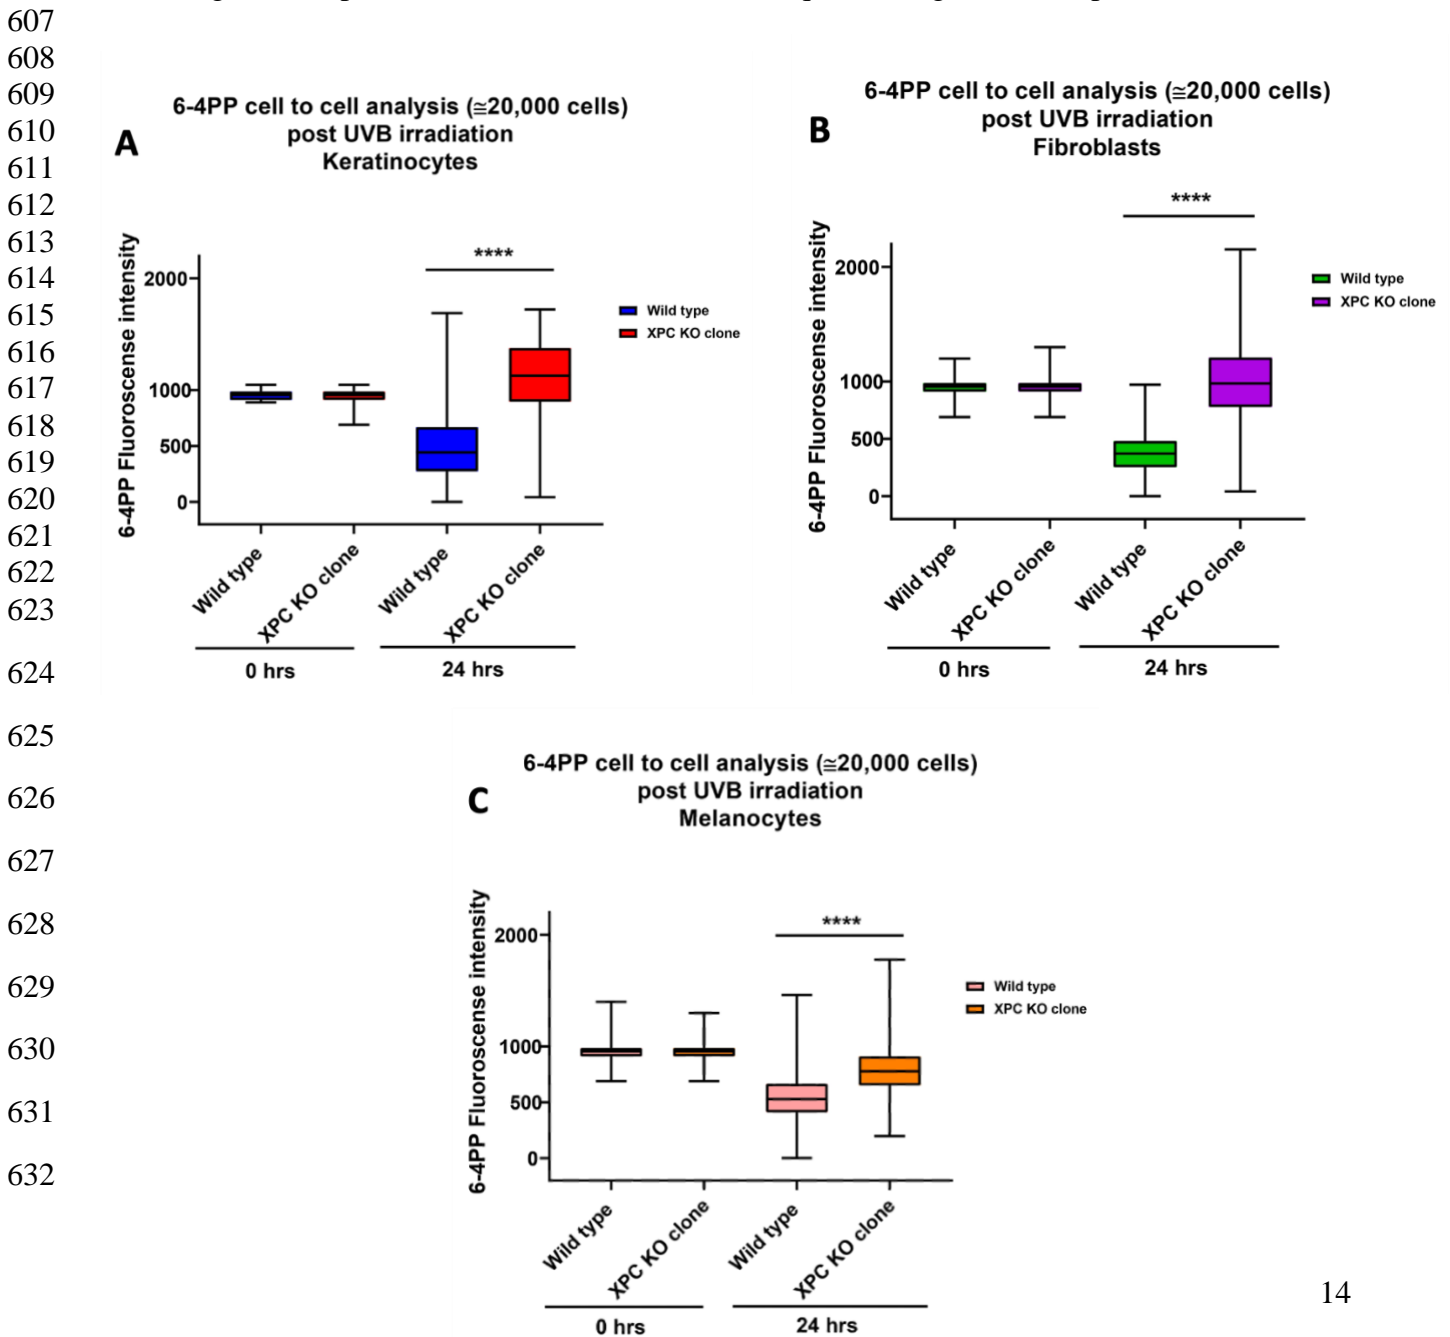 607
608
609
610
611
612
613
614
615
616
617
618
619
620
621
622
623
624
625
626
627
628
629
630
631
632
A
6-4PP cell to cell analysis (≅20,000 cells)
post UVB irradiation
Keratinocytes
6-4PP Fluoroscense intensity
2000
1000
500
0
****
Wild type
XPC KO clone
Wild type
XPC KO clone
Wild type
XPC KO clone
0 hrs
24 hrs
B
6-4PP cell to cell analysis (≅20,000 cells)
post UVB irradiation
Fibroblasts
6-4PP Fluoroscense intensity
2000
1000
500
0
****
Wild type
XPC KO clone
Wild type
XPC KO clone
Wild type
XPC KO clone
0 hrs
24 hrs
C
6-4PP cell to cell analysis (≅20,000 cells)
post UVB irradiation
Melanocytes
6-4PP Fluoroscense intensity
2000
1000
500
0
****
Wild type
XPC KO clone
Wild type
XPC KO clone
Wild type
XPC KO clone
0 hrs
24 hrs
14